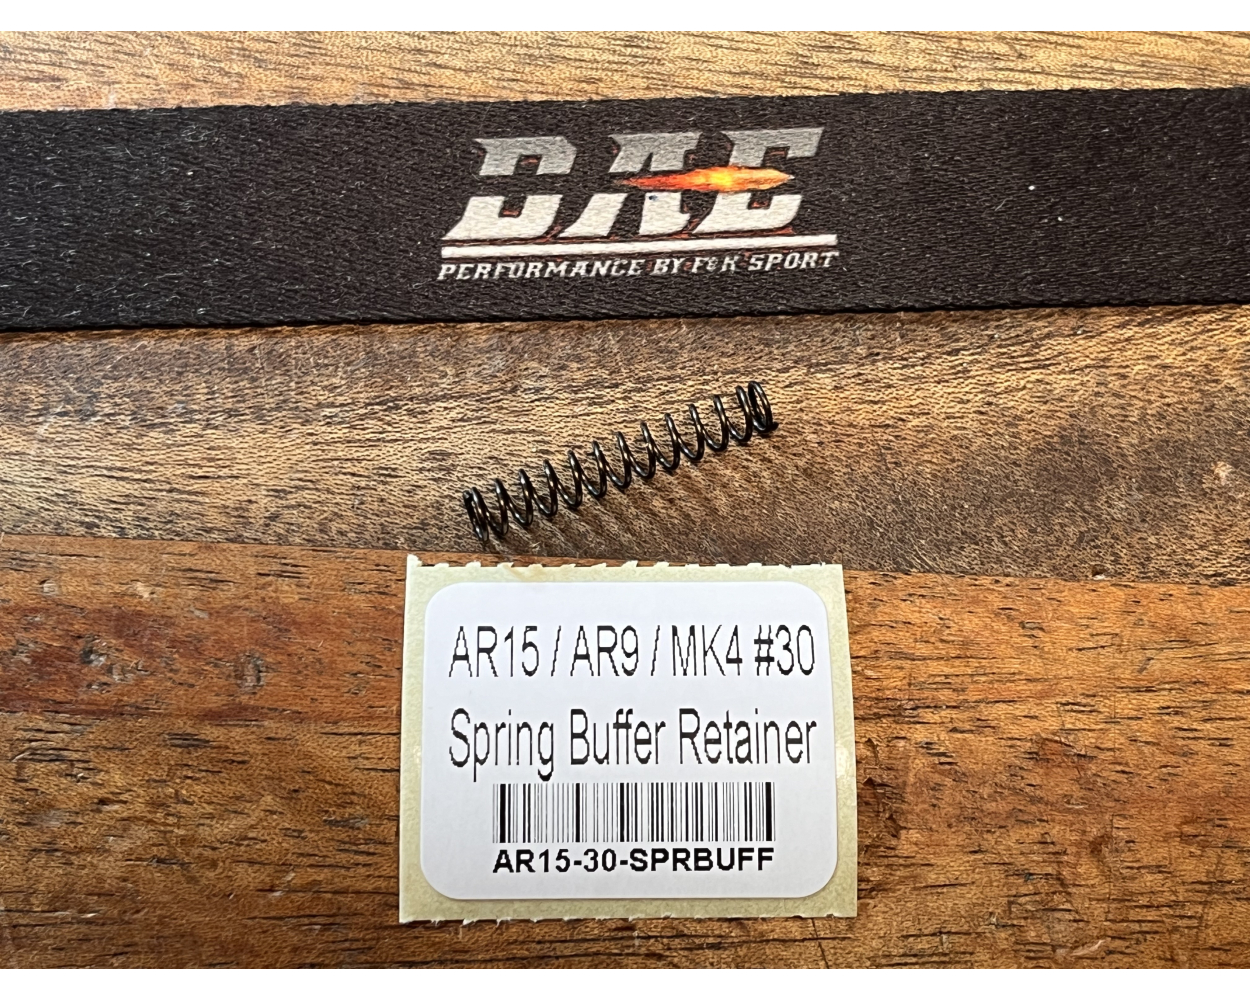 DAE
PERFORMANCE BY F&K SPORT
AR15 / AR9 / MK4 #30
Spring Buffer Retainer
AR15-30-SPRBUFF